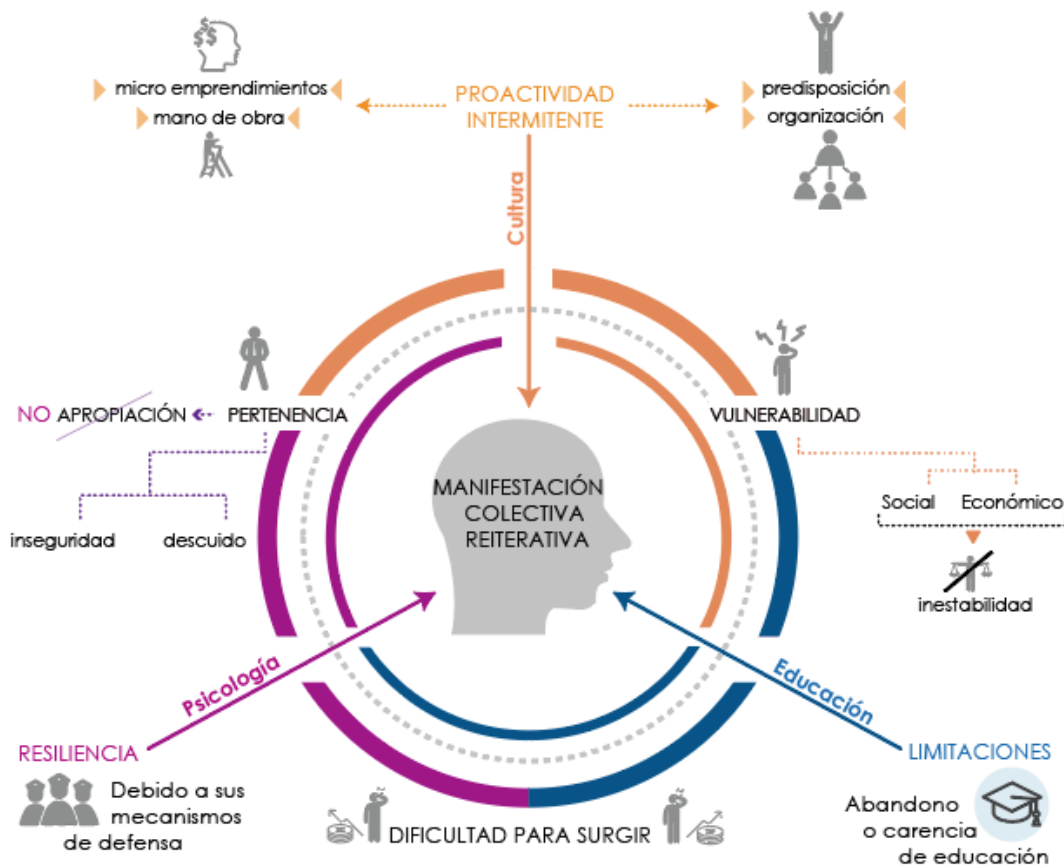 $$$
micro emprendimientos
mano de obra
PROACTIVIDAD
INTERMITENTE
predisposición
organización
Cultura
NO APROPIACIÓN
PERTENENCIA
VULNERABILIDAD
inseguridad
descuido
Social
Económico
inestabilidad
MANIFESTACIÓN
COLECTIVA
REITERATIVA
Psicología
Educación
RESILIENCIA
Debido a sus
mecanismos
de defensa
DIFICULTAD PARA SURGIR
LIMITACIONES
Abandono
o carencia
de educación